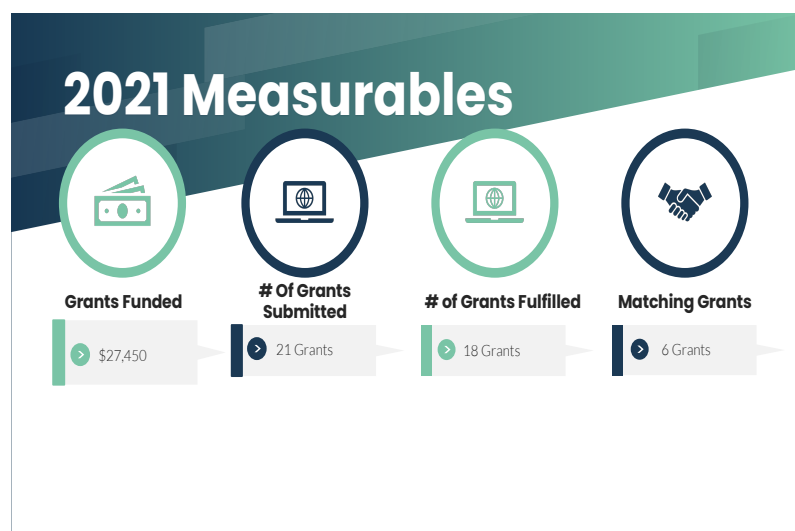 2021 Measurables
Grants Funded
$27,450
# Of Grants
Submitted
21 Grants
# of Grants Fulfilled
18 Grants
Matching Grants
6 Grants